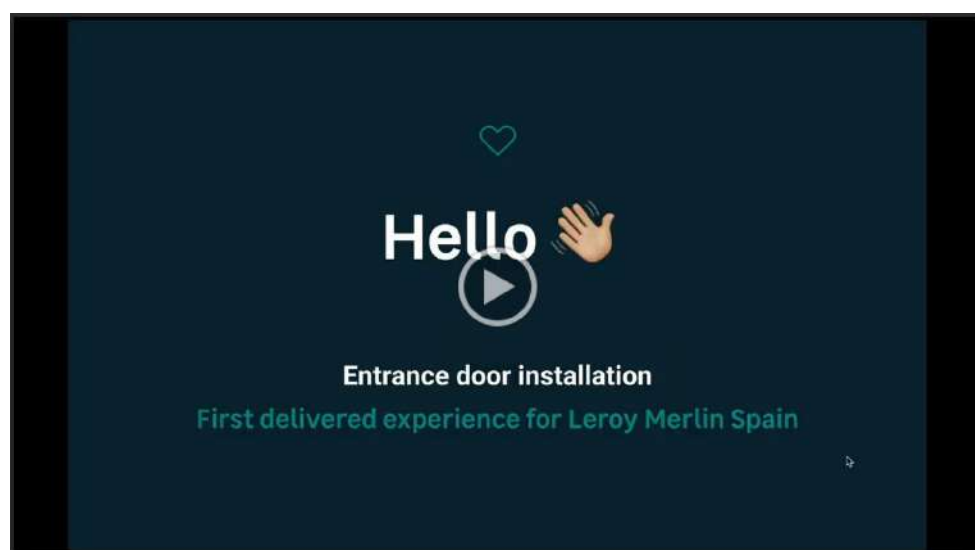 Hello 👋🏼
Entrance door installation
First delivered experience for Leroy Merlin Spain